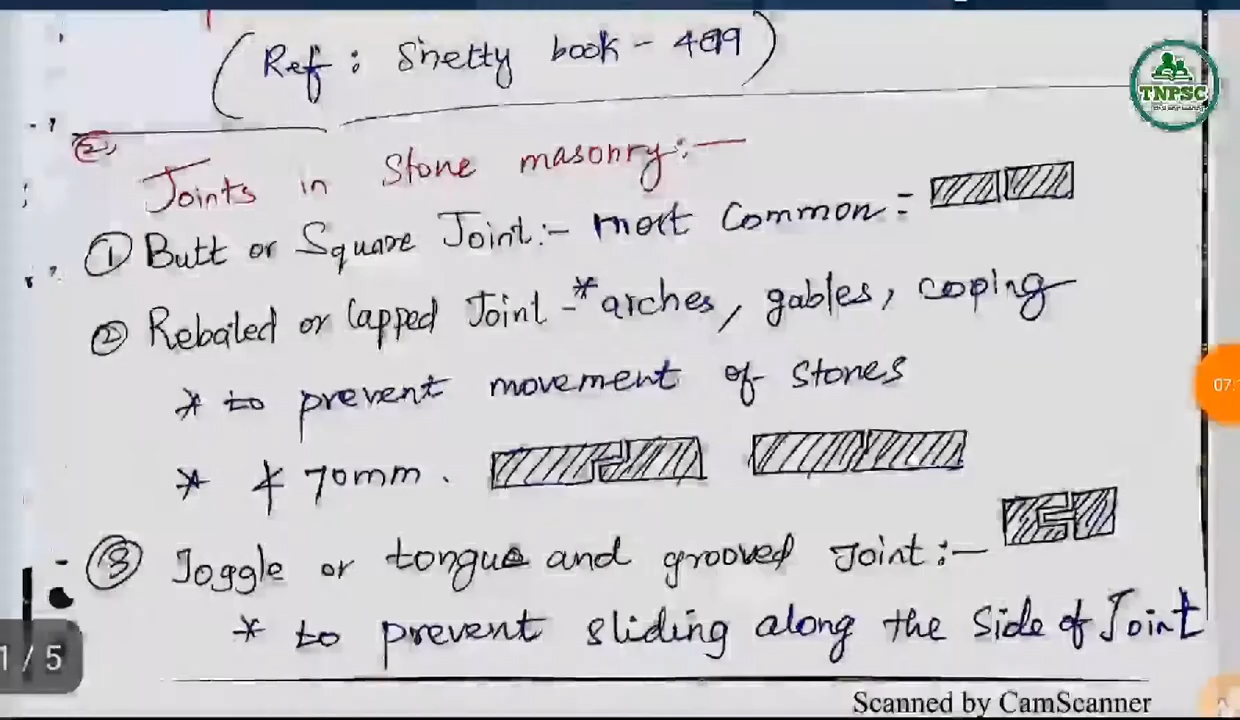 (Ref : Shetty book - 499)
TNPSC
②,
Joints in Stone masonry:-
① Butt or Square Joint:- most Common:-
② Rebated or lapped Joint - * arches, gables, coping
* to prevent movement of stones
* ≮ 70mm.
③ Joggle or tongue and grooved Joint:-
* to prevent sliding along the Side of Joint
1 / 5
Scanned by CamScanner